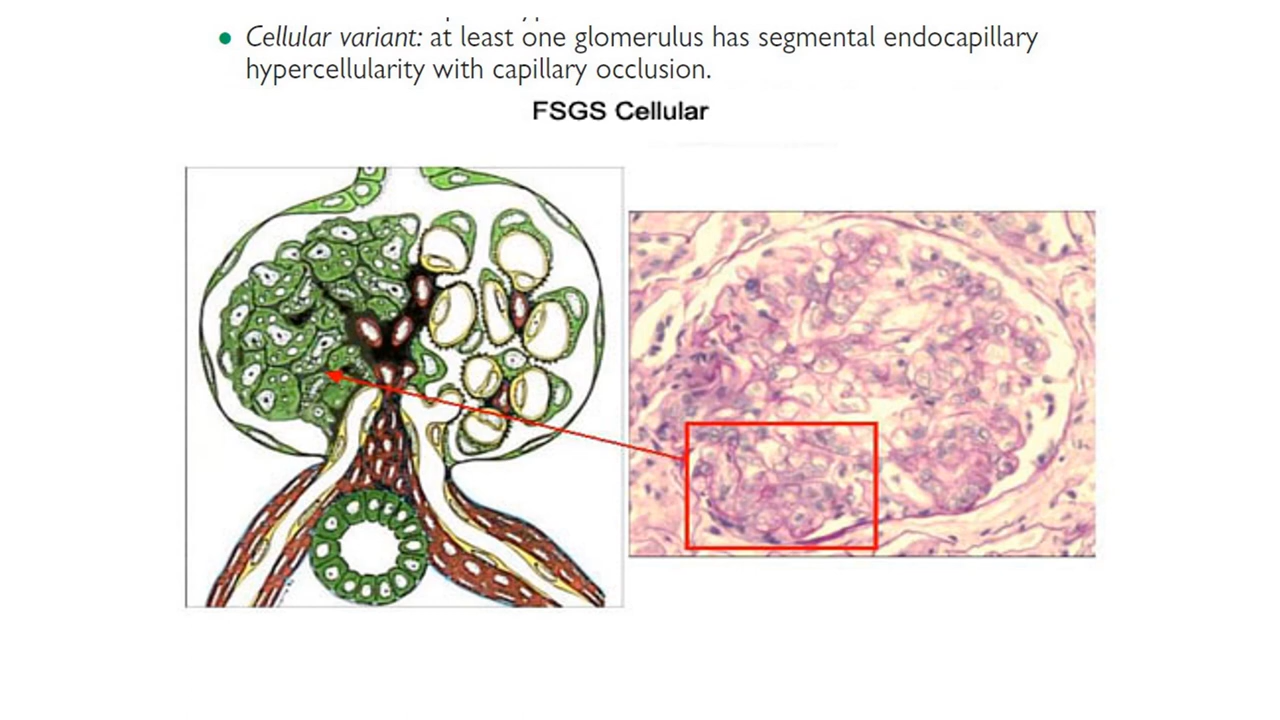 • Cellular variant: at least one glomerulus has segmental endocapillary
hypercellularity with capillary occlusion.
FSGS Cellular